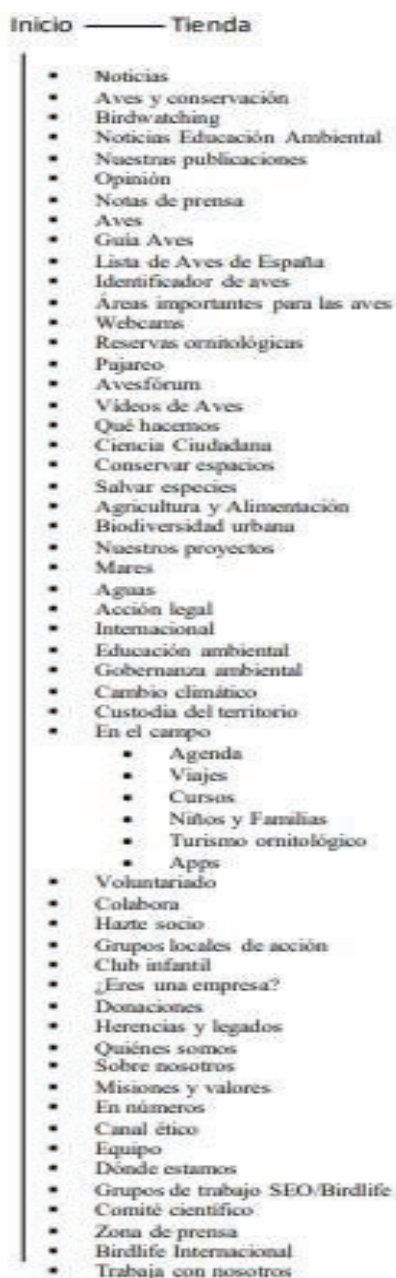 Inicio Tienda
Noticias
Aves y conservación
Birdwatching
Noticias Educación Ambiental
Nuestras publicaciones
Opinión
Notas de prensa
Aves
Guía Aves
Lista de Aves de España
Identificador de aves
Áreas importantes para las aves
Webcams
Reservas ornitológicas
Pajareo
Avesfórum
Vídeos de Aves
Qué hacemos
Ciencia Ciudadana
Conservar espacios
Salvar especies
Agricultura y Alimentación
Biodiversidad urbana
Nuestros proyectos
Mares
Aguas
Acción legal
Internacional
Educación ambiental
Gobernanza ambiental
Cambio climático
Custodia del territorio
En el campo
Agenda
Viajes
Cursos
Niños y Familias
Turismo ornitológico
Apps
Voluntariado
Colabora
Hazte socio
Grupos locales de acción
Club infantil
¿Eres una empresa?
Donaciones
Herencias y legados
Quiénes somos
Sobre nosotros
Misiones y valores
En números
Canal ético
Equipo
Dónde estamos
Grupos de trabajo SEO/Birdlife
Comité científico
Zona de prensa
Birdlife Internacional
Trabaja con nosotros